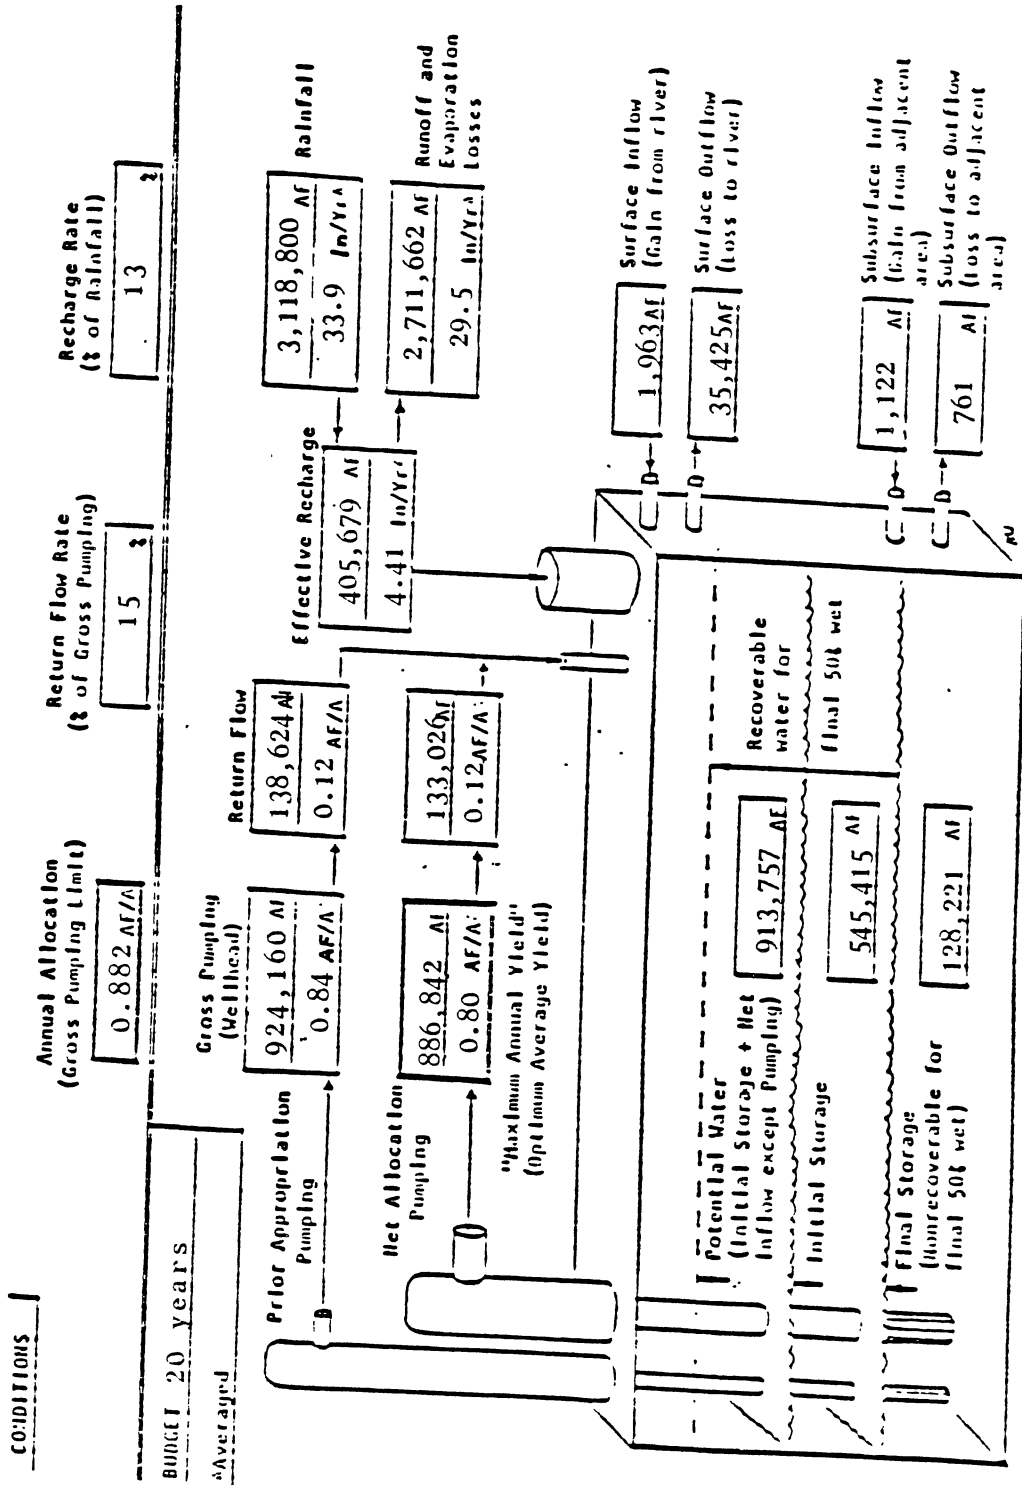 CONDITIONS
Annual Allocation
(Gross Pumping Limit)
0.882 AF/A
Return Flow Rate
(% of Gross Pumping)
15 %
Recharge Rate
(% of Rainfall)
13 %
BUDGET 20 years
*Averaged
Prior Appropriation
Pumping
Gross Pumping
(Wellhead)
924,160 AF
0.84 AF/A
Return Flow
138,624 AF
0.12 AF/A
Effective Recharge
405,679 AF
4.41 In/Yr*
3,118,800 AF
33.9 In/Yr*
Rainfall
2,711,662 AF
29.5 In/Yr*
Runoff and
Evaporation
Losses
Net Allocation
Pumping
886,842 AF
0.80 AF/A*
133,026 AF
0.12 AF/A*
"Maximum Annual Yield"
(Optimum Average Yield)
1,963 AF
Surface Inflow
(Gain from river)
35,425 AF
Surface Outflow
(Loss to river)
1,122 AF
Subsurface Inflow
(Gain from adjacent
area)
761 AF
Subsurface Outflow
(Loss to adjacent
area)
Potential Water
(Initial Storage + Net
Inflow except Pumping)
913,757 AF
Recoverable
water for
final 50% wet
Initial Storage
545,415 AF
Final Storage
(Nonrecoverable for
final 50% wet)
128,221 AF